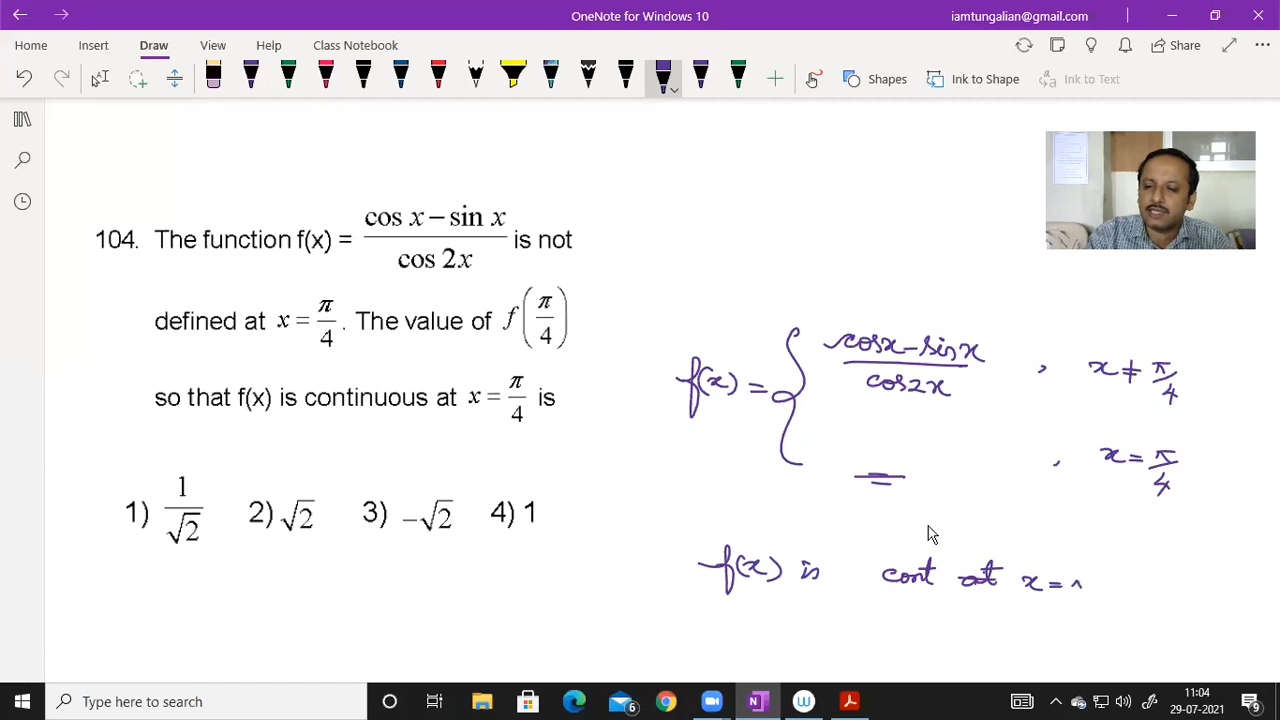 OneNote for Windows 10
iamtungalian@gmail.com
Home Insert Draw View Help Class Notebook
Share
Shapes Ink to Shape Ink to Text
104. The function f(x) = (cos x − sin x)/(cos 2x) is not
defined at x = π/4. The value of f(π/4)
so that f(x) is continuous at x = π/4 is
1) 1/√2 2) √2 3) −√2 4) 1
f(x) = { (cosx − sinx)/(cos2x) , x ≠ π/4
, x = π/4
f(x) is cont at x =
Type here to search
6
11:04
29-07-2021
9